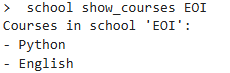 >  school show_courses EOI
Courses in school 'EOI':
- Python
- English